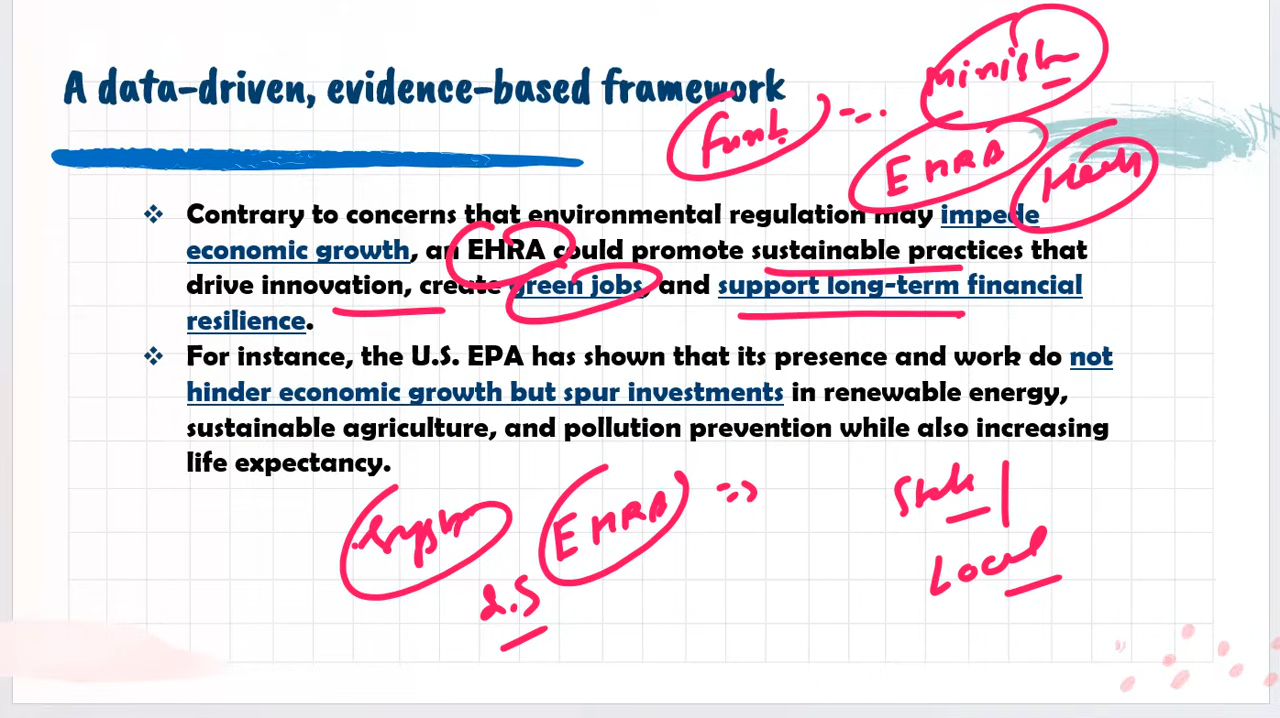 A data-driven, evidence-based framework
Minist
Funt
EHRA
Heath
❖ Contrary to concerns that environmental regulation may impede
economic growth, an EHRA could promote sustainable practices that
drive innovation, create green jobs, and support long-term financial
resilience.
❖ For instance, the U.S. EPA has shown that its presence and work do not
hinder economic growth but spur investments in renewable energy,
sustainable agriculture, and pollution prevention while also increasing
life expectancy.
EHRA
State
Local